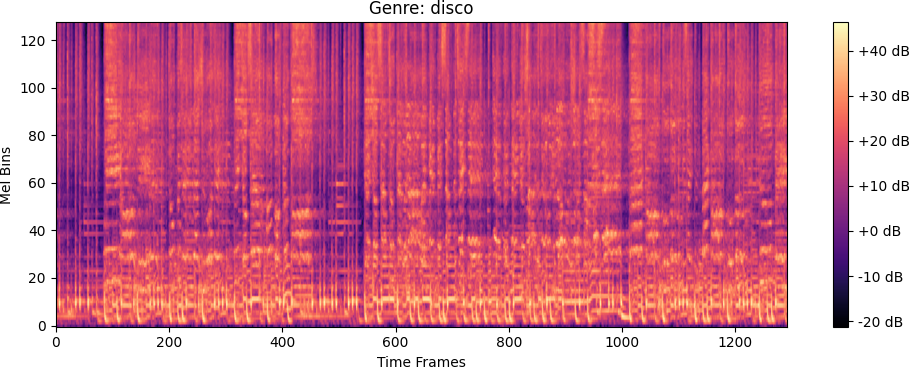 Genre: disco
120
100
80
60
40
20
0
Mel Bins
0 200 400 600 800 1000 1200
Time Frames
+40 dB
+30 dB
+20 dB
+10 dB
+0 dB
-10 dB
-20 dB